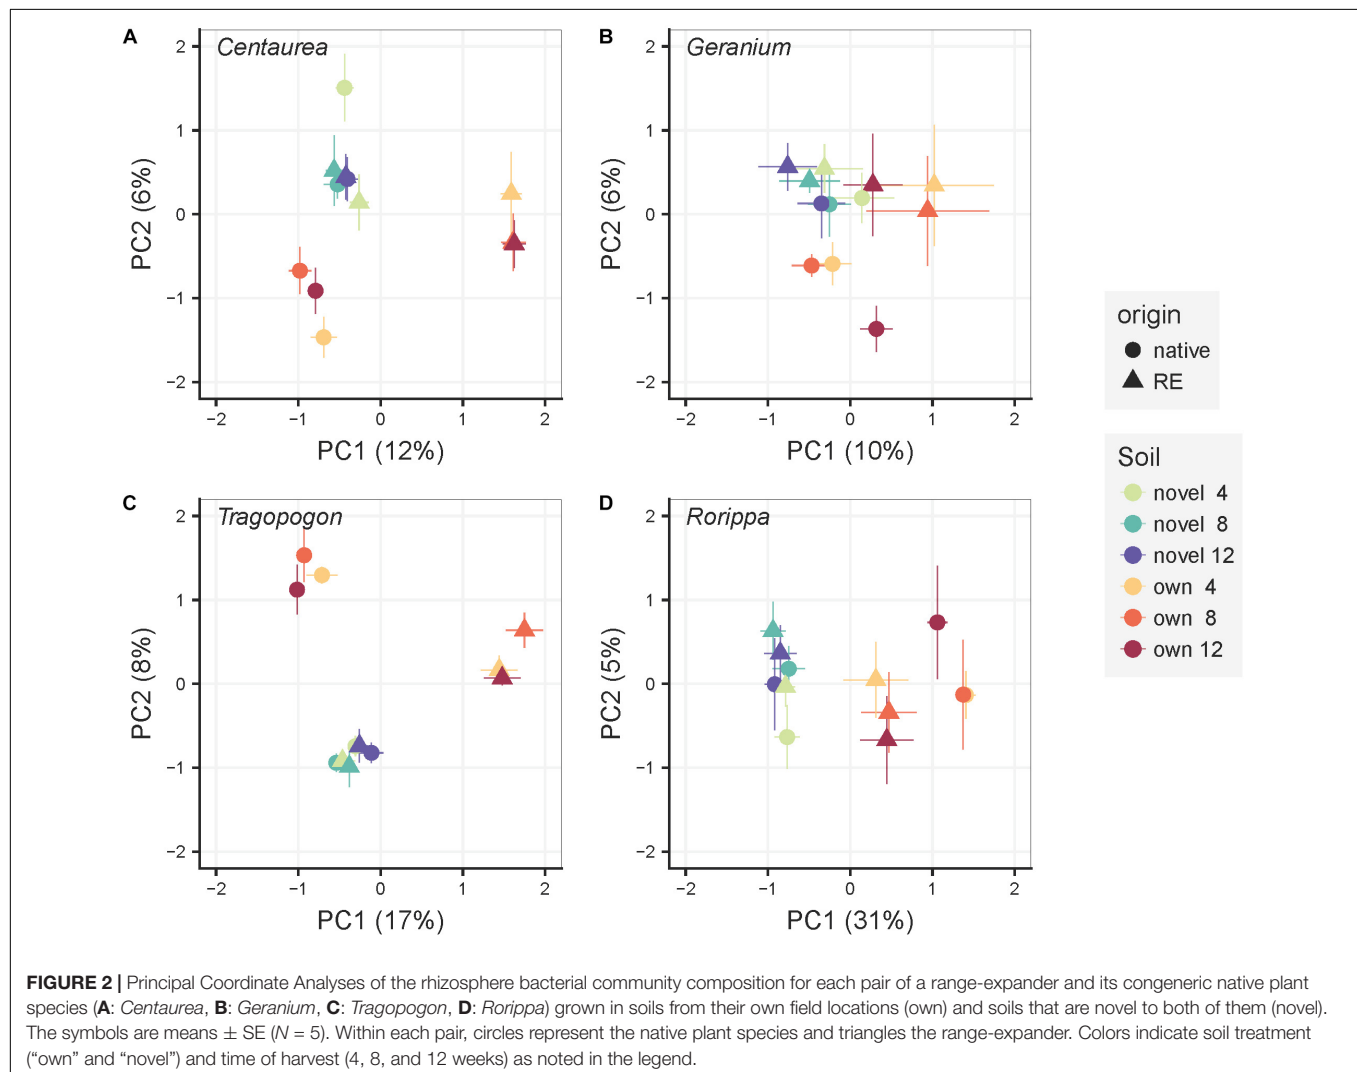 A
Centaurea
2
1
0
−1
−2
PC2 (6%)
−2 −1 0 1 2
PC1 (12%)
B
Geranium
2
1
0
−1
−2
PC2 (6%)
−2 −1 0 1 2
PC1 (10%)
C
Tragopogon
2
1
0
−1
−2
PC2 (8%)
−2 −1 0 1 2
PC1 (17%)
D
Rorippa
2
1
0
−1
−2
PC2 (5%)
−2 −1 0 1 2
PC1 (31%)
origin
native
RE
Soil
novel 4
novel 8
novel 12
own 4
own 8
own 12
FIGURE 2 | Principal Coordinate Analyses of the rhizosphere bacterial community composition for each pair of a range-expander and its congeneric native plant
species (A: Centaurea, B: Geranium, C: Tragopogon, D: Rorippa) grown in soils from their own field locations (own) and soils that are novel to both of them (novel).
The symbols are means ± SE (N = 5). Within each pair, circles represent the native plant species and triangles the range-expander. Colors indicate soil treatment
(“own” and “novel”) and time of harvest (4, 8, and 12 weeks) as noted in the legend.